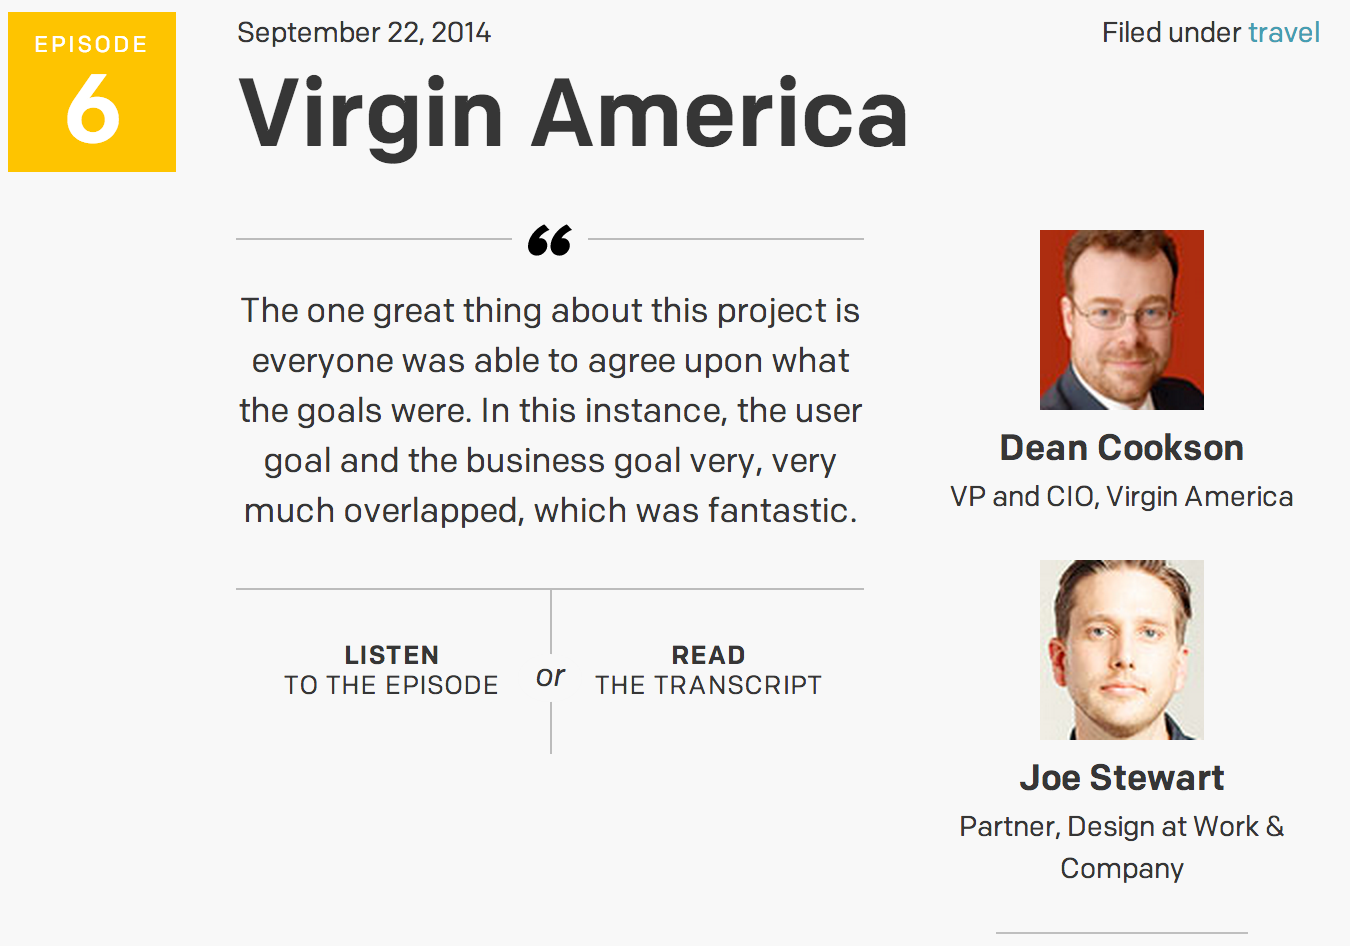 EPISODE
6
September 22, 2014
Filed under travel
Virgin America
“
The one great thing about this project is
everyone was able to agree upon what
the goals were. In this instance, the user
goal and the business goal very, very
much overlapped, which was fantastic.
LISTEN
TO THE EPISODE
or
READ
THE TRANSCRIPT
Dean Cookson
VP and CIO, Virgin America
Joe Stewart
Partner, Design at Work &
Company